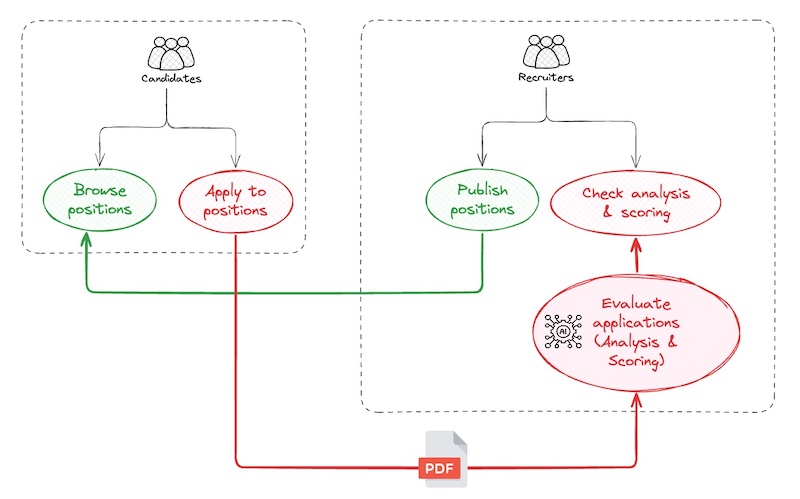 Candidates
Recruiters
Browse
positions
Apply to
positions
Publish
positions
Check analysis
& scoring
Evaluate
applications
(Analysis &
Scoring)
AI
PDF